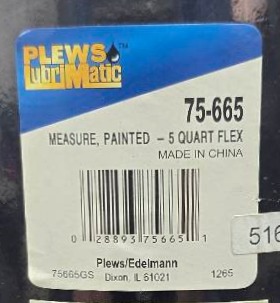 PLEWS™
LubriMatic
75-665
MEASURE, PAINTED – 5 QUART FLEX
MADE IN CHINA
0 28893 75665 1
Plews/Edelmann
75665GS Dixon, IL 61021 1265
516